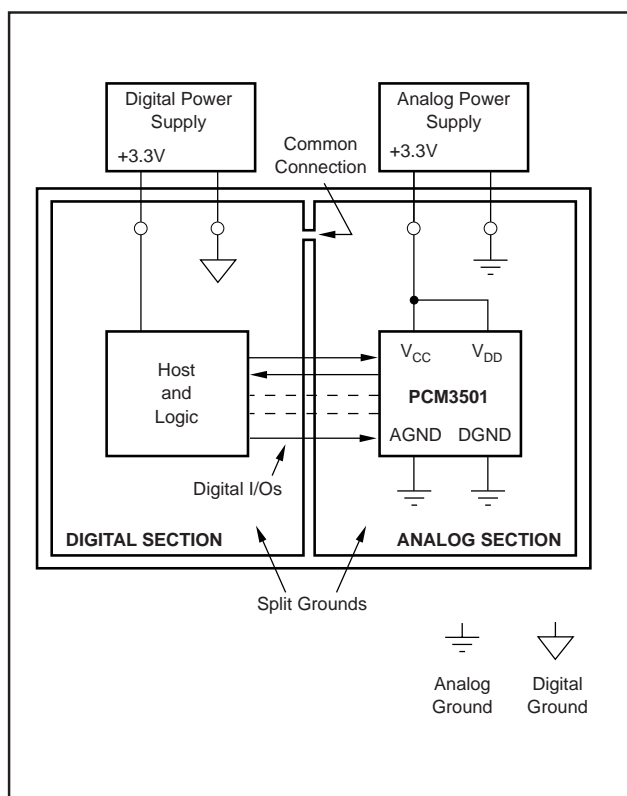 Digital Power
Supply
+3.3V
Analog Power
Supply
+3.3V
Common
Connection
Host
and
Logic
V_CC V_DD
PCM3501
AGND DGND
Digital I/Os
DIGITAL SECTION
ANALOG SECTION
Split Grounds
Analog
Ground
Digital
Ground